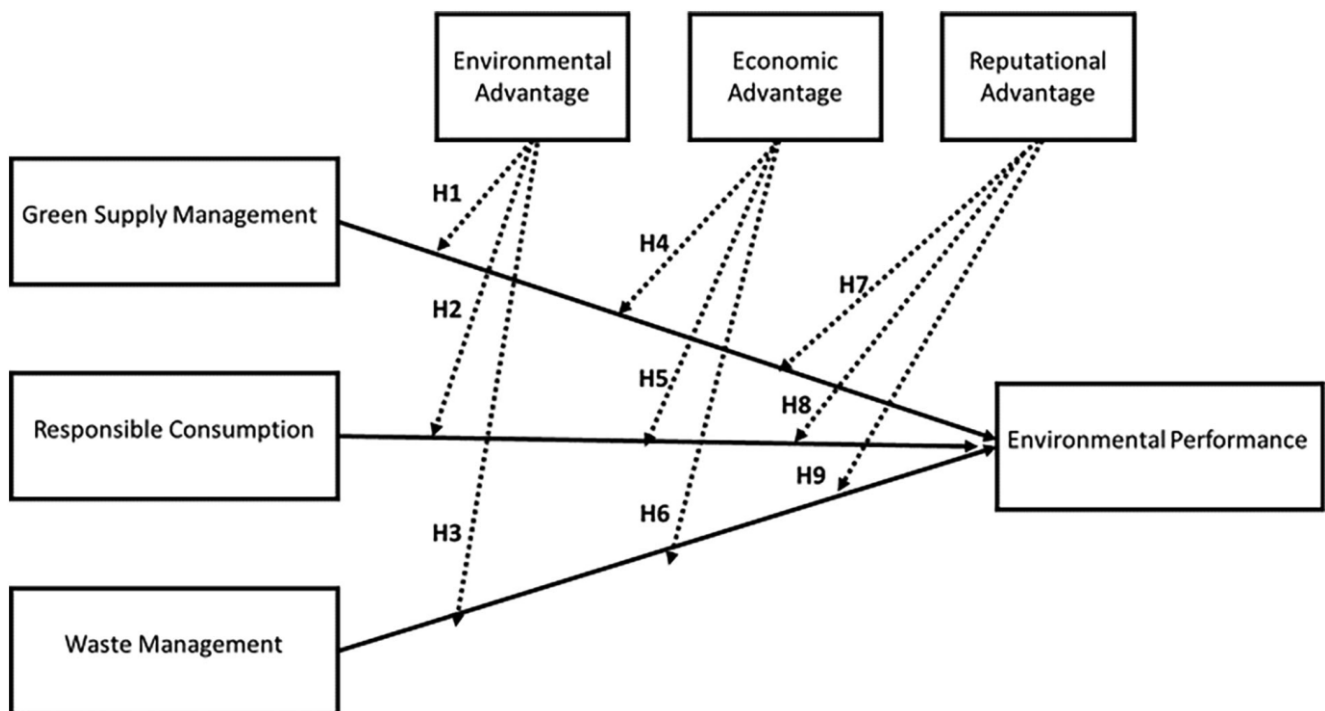 Environmental
Advantage
Economic
Advantage
Reputational
Advantage
Green Supply Management
H1
H4
H7
H2
H5
H8
Responsible Consumption
Environmental Performance
H9
H3
H6
Waste Management